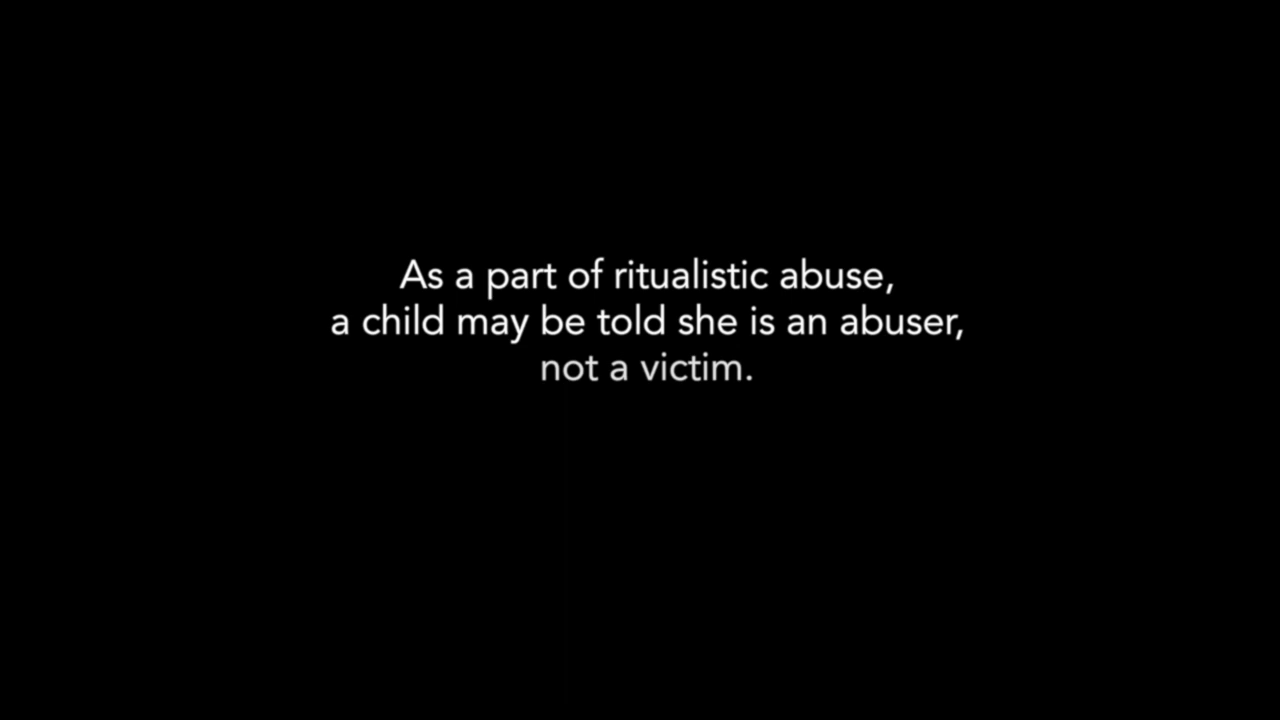 As a part of ritualistic abuse,
a child may be told she is an abuser,
not a victim.